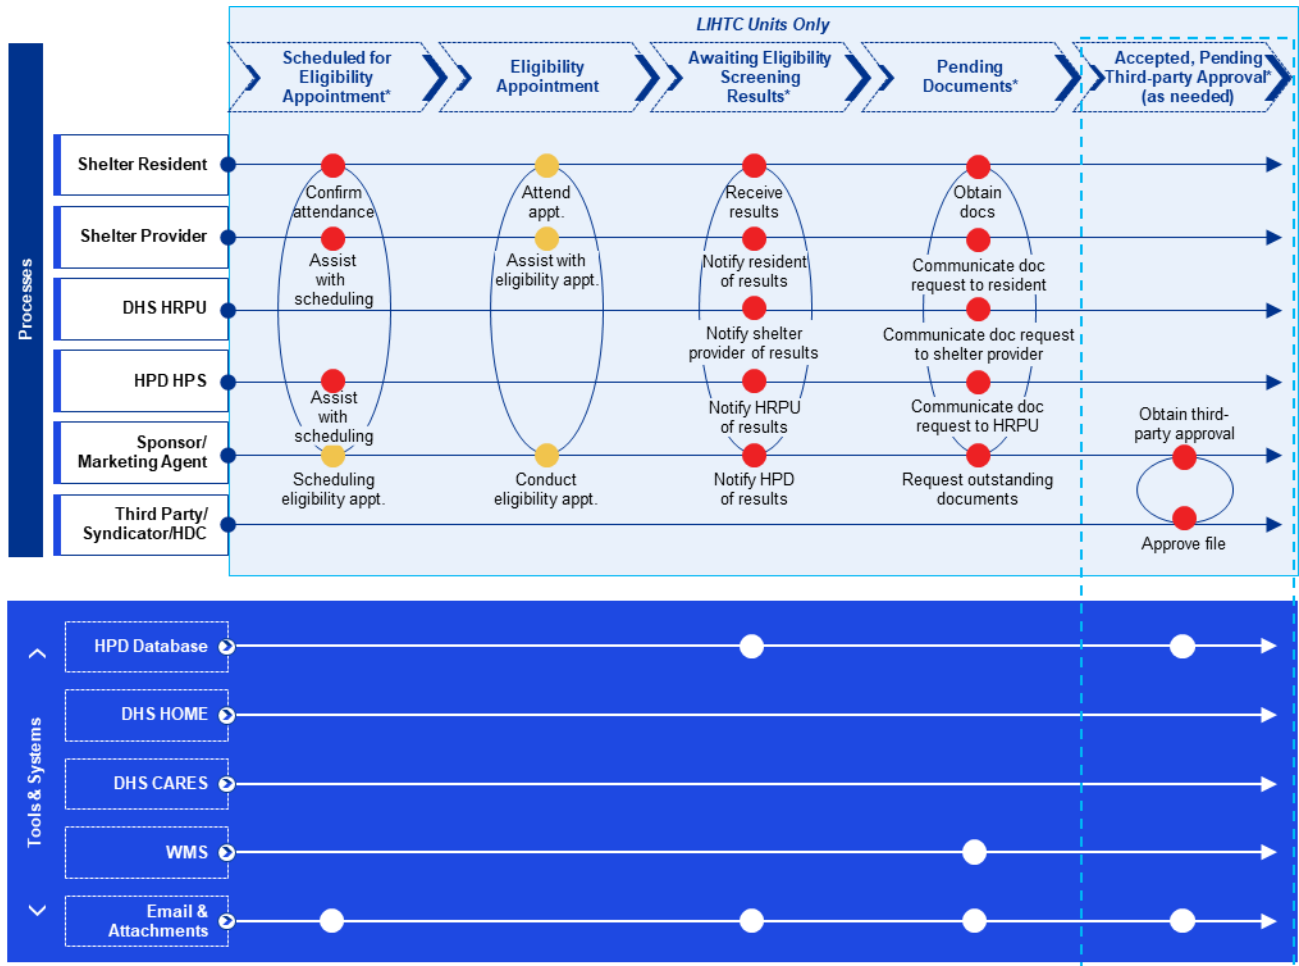 LIHTC Units Only
Scheduled for
Eligibility
Appointment*
Eligibility
Appointment
Awaiting Eligibility
Screening
Results*
Pending
Documents*
Accepted, Pending
Third-party Approval*
(as needed)
Processes
Shelter Resident
Confirm
attendance
Attend
appt.
Receive
results
Obtain
docs
Shelter Provider
Assist
with
scheduling
Assist with
eligibility appt.
Notify resident
of results
Communicate doc
request to resident
DHS HRPU
Notify shelter
provider of results
Communicate doc request
to shelter provider
HPD HPS
Assist
with
scheduling
Notify HRPU
of results
Communicate doc
request to HRPU
Obtain third-
party approval
Sponsor/
Marketing Agent
Scheduling
eligibility appt.
Conduct
eligibility appt.
Notify HPD
of results
Request outstanding
documents
Third Party/
Syndicator/HDC
Approve file
Tools & Systems
HPD Database
DHS HOME
DHS CARES
WMS
Email &
Attachments